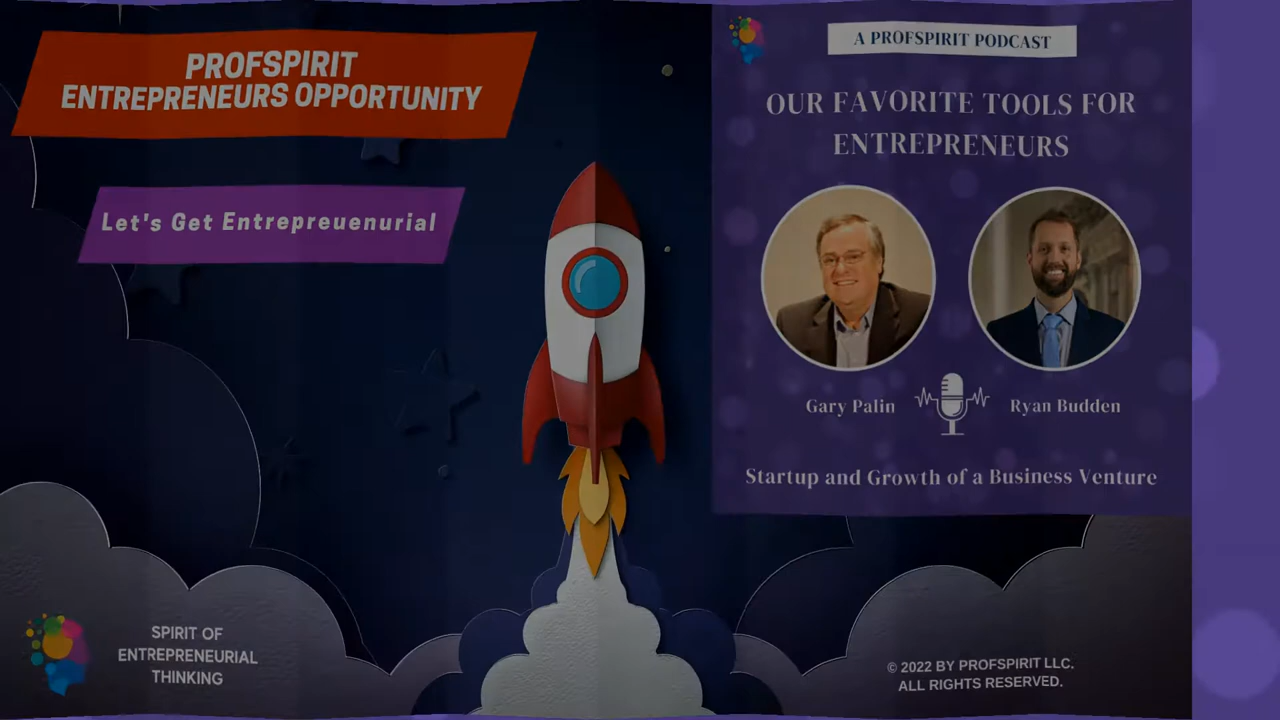 PROFSPIRIT
ENTREPRENEURS OPPORTUNITY
Let's Get Entrepreuenurial
A PROFSPIRIT PODCAST
OUR FAVORITE TOOLS FOR
ENTREPRENEURS
Gary Palin
Ryan Budden
Startup and Growth of a Business Venture
SPIRIT OF
ENTREPRENEURIAL
THINKING
© 2022 BY PROFSPIRIT LLC.
ALL RIGHTS RESERVED.